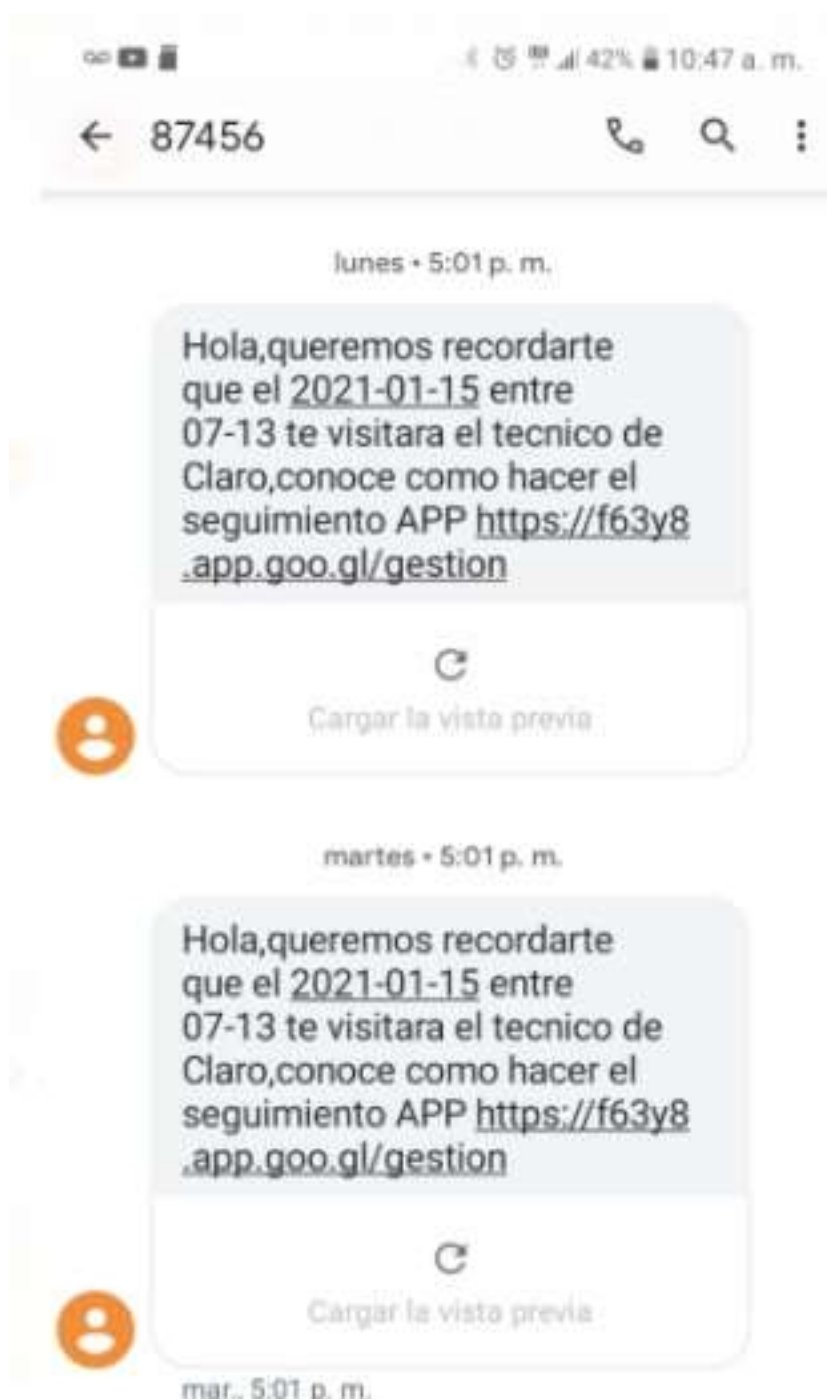 42% 10:47 a. m.
87456
lunes • 5:01 p. m.
Hola,queremos recordarte
que el 2021-01-15 entre
07-13 te visitara el tecnico de
Claro,conoce como hacer el
seguimiento APP https://f63y8
.app.goo.gl/gestion
Cargar la vista previa
martes • 5:01 p. m.
Hola,queremos recordarte
que el 2021-01-15 entre
07-13 te visitara el tecnico de
Claro,conoce como hacer el
seguimiento APP https://f63y8
.app.goo.gl/gestion
Cargar la vista previa
mar., 5:01 p. m.